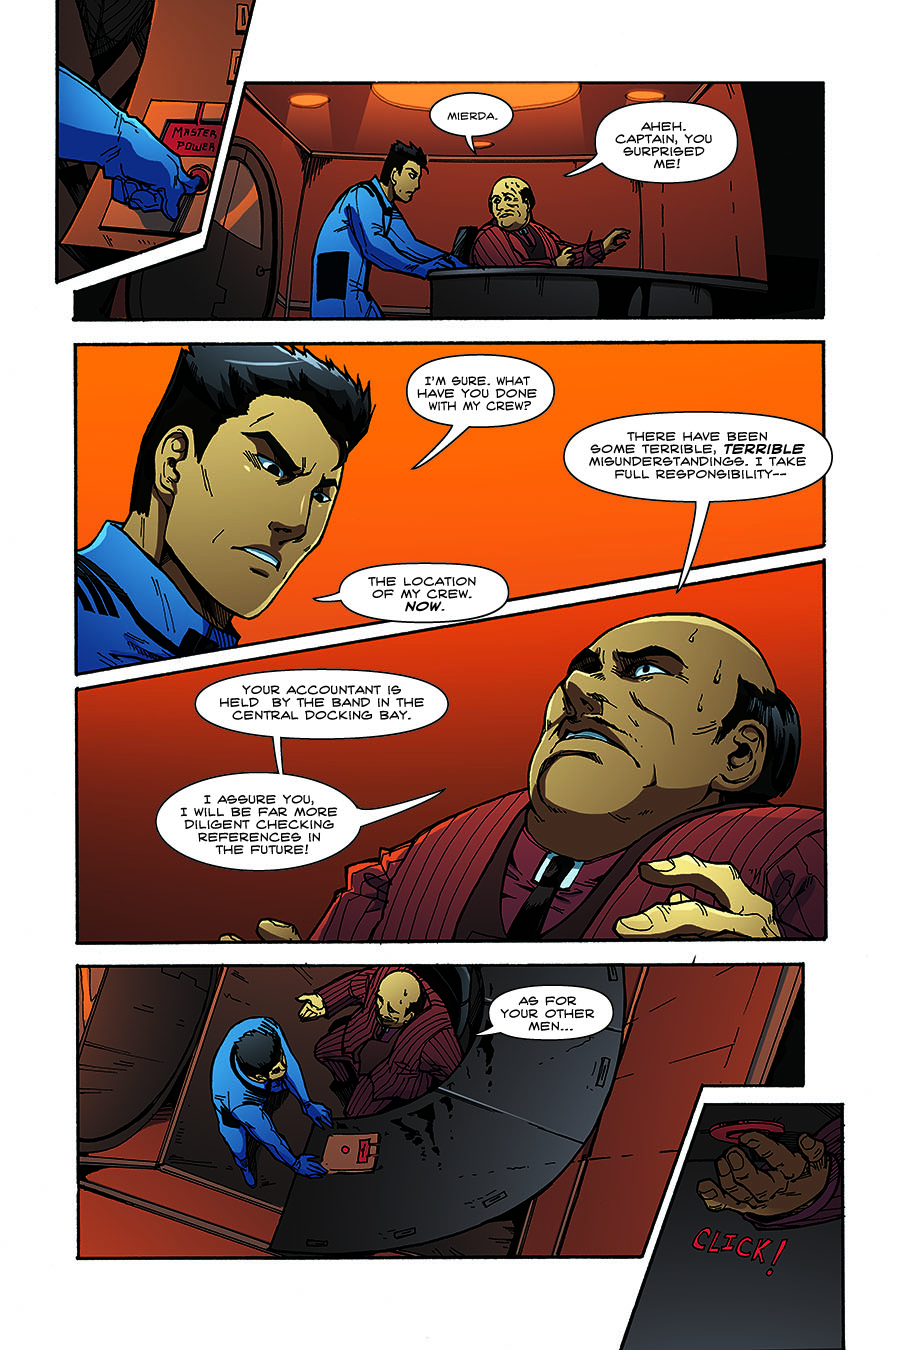 MASTER
POWER
MIERDA.
AHEH.
CAPTAIN, YOU
SURPRISED
ME!
I'M SURE. WHAT
HAVE YOU DONE
WITH MY CREW?
THERE HAVE BEEN
SOME TERRIBLE, TERRIBLE
MISUNDERSTANDINGS. I TAKE
FULL RESPONSIBILITY--
THE LOCATION
OF MY CREW.
NOW.
YOUR ACCOUNTANT IS
HELD BY THE BAND IN THE
CENTRAL DOCKING BAY.
I ASSURE YOU,
I WILL BE FAR MORE
DILIGENT CHECKING
REFERENCES IN
THE FUTURE!
AS FOR
YOUR OTHER
MEN...
CLICK!